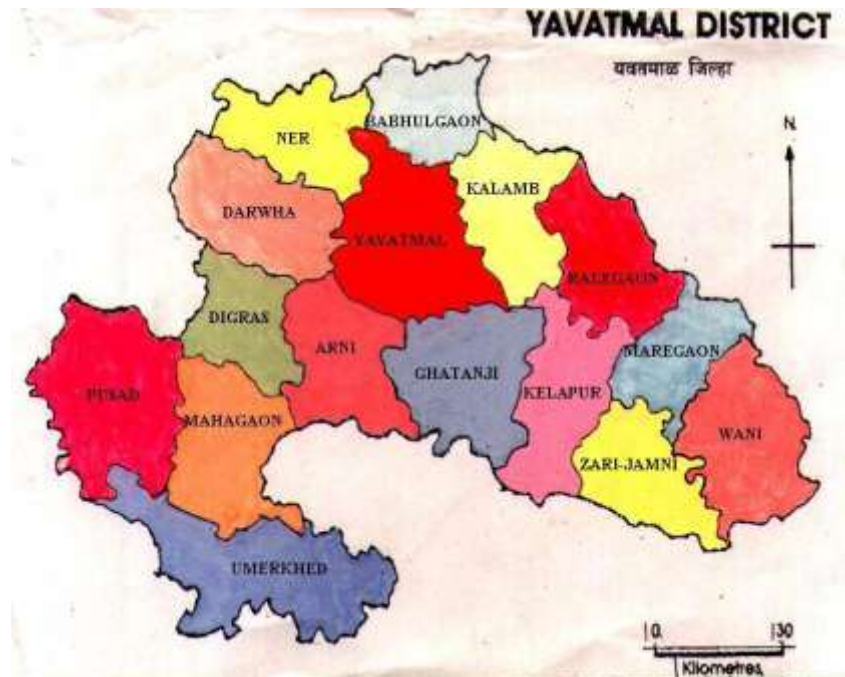 YAVATMAL DISTRICT
यवतमाळ जिल्हा
N
BABHULGAON
NER
KALAMB
DARWHA
YAVATMAL
RALEGAON
DIGRAS
ARNI
MAREGAON
GHATANJI
PUSAD
KELAPUR
MAHAGAON
WANI
ZARI-JAMNI
UMERKHED
0
30
Kilometres